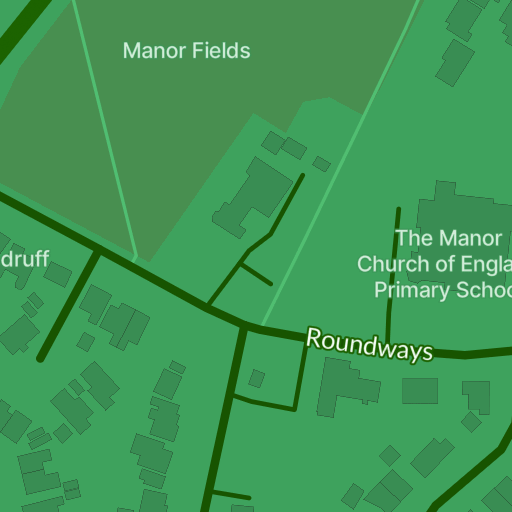 Manor Fields
druff
The Manor
Church of Engla
Primary Schoo
Roundways